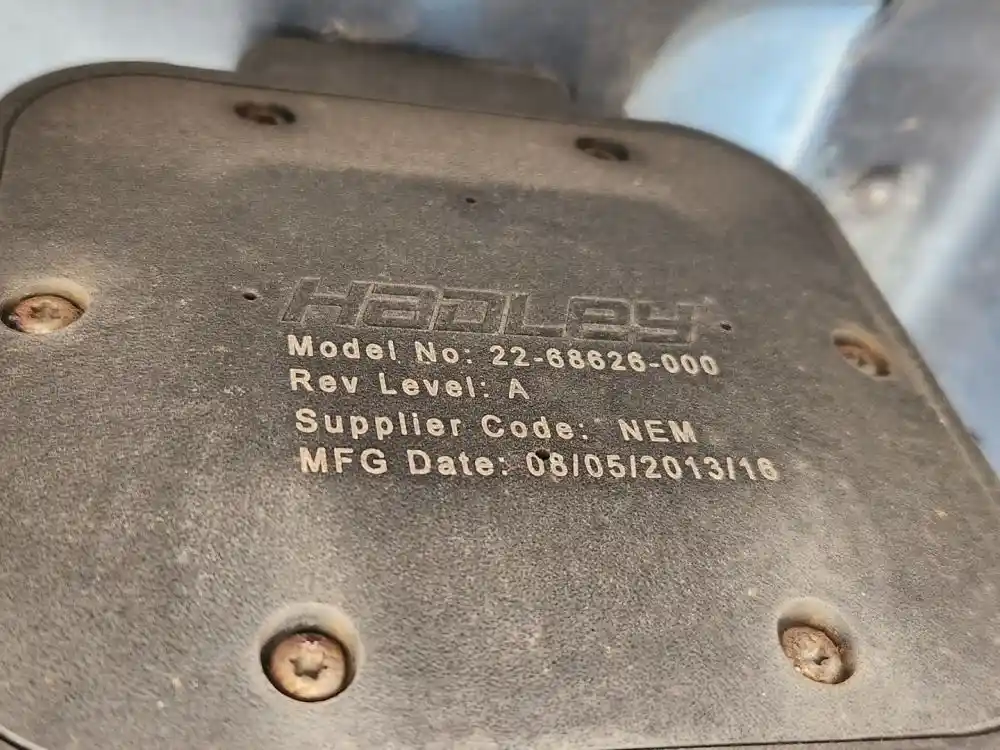 HADLEY
Model No: 22-68626-000
Rev Level: A
Supplier Code: NEM
MFG Date: 08/05/2013/16